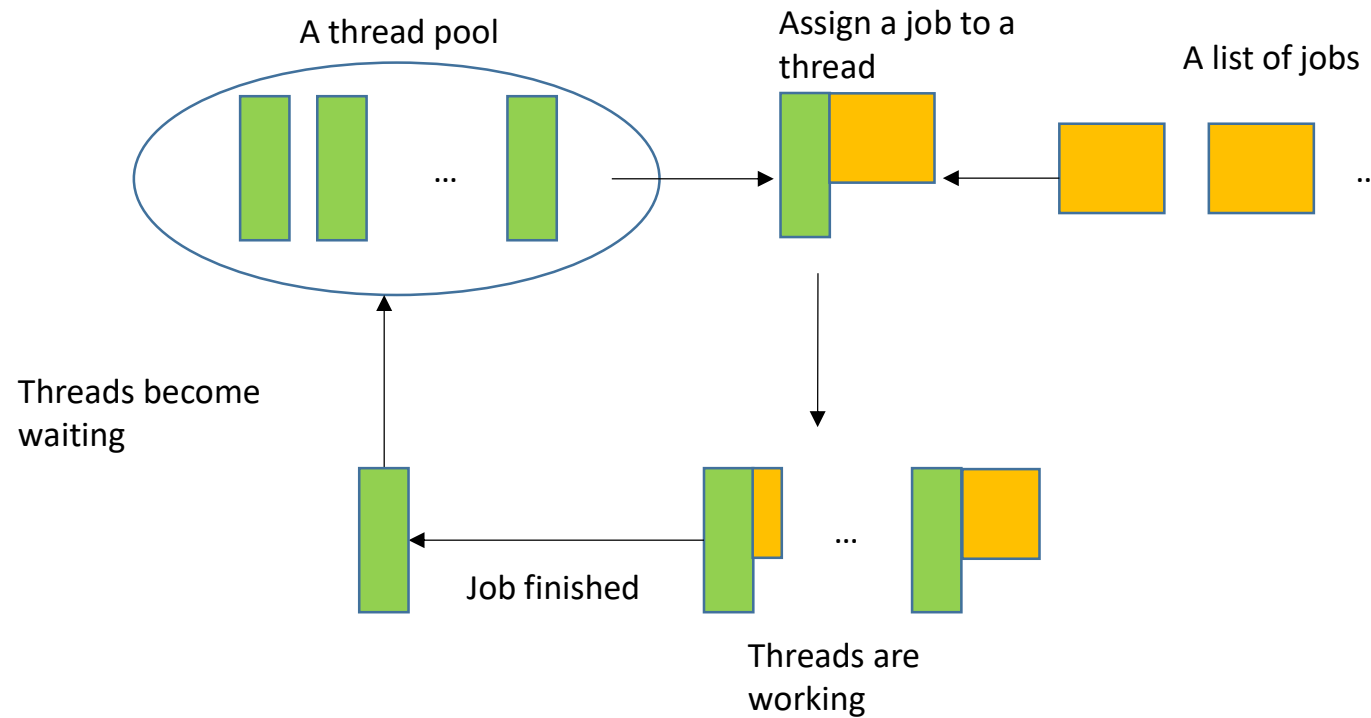 A thread pool
Assign a job to a
thread
A list of jobs
...
...
Threads become
waiting
...
Job finished
Threads are
working